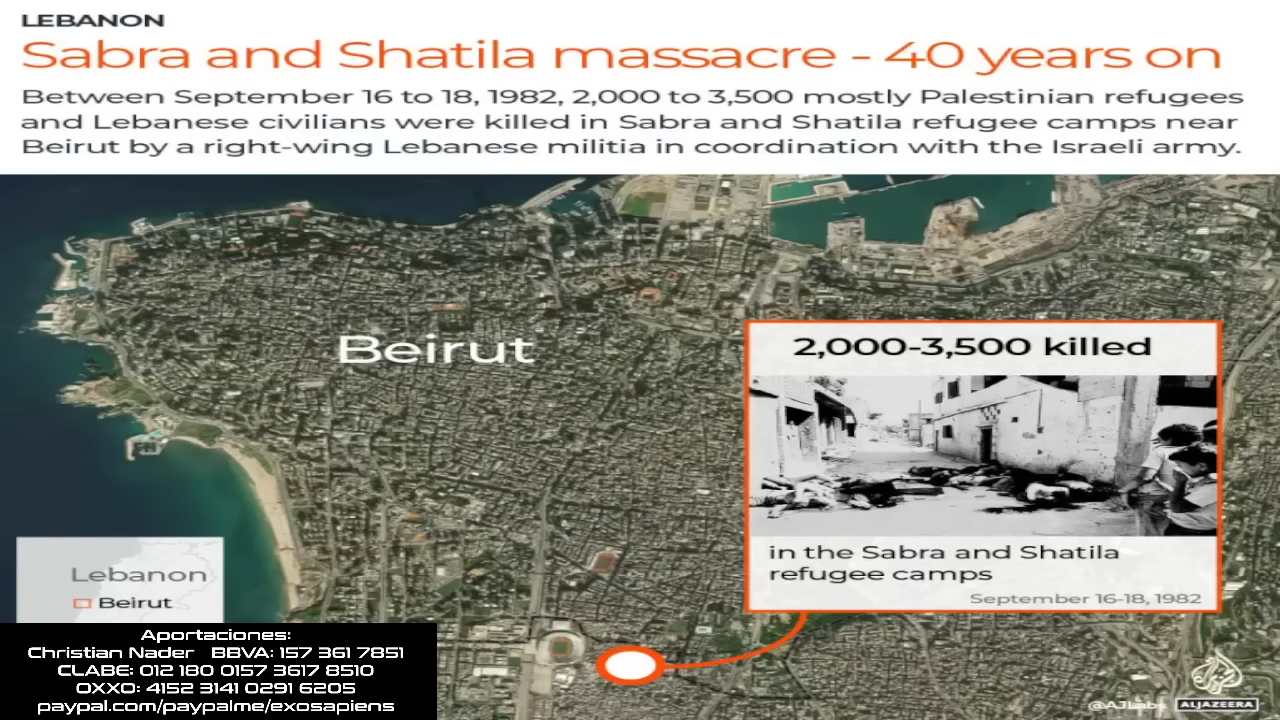 LEBANON
Sabra and Shatila massacre - 40 years on
Between September 16 to 18, 1982, 2,000 to 3,500 mostly Palestinian refugees
and Lebanese civilians were killed in Sabra and Shatila refugee camps near
Beirut by a right-wing Lebanese militia in coordination with the Israeli army.
Beirut
2,000-3,500 killed
in the Sabra and Shatila
refugee camps
September 16-18, 1982
Lebanon
Beirut
Aportaciones:
Christian Nader BBVA: 157 361 7851
CLABE: 012 180 0157 3617 8510
OXXO: 4152 3141 0291 6205
paypal.com/paypalme/exosapiens
@AJLabs ALJAZEERA